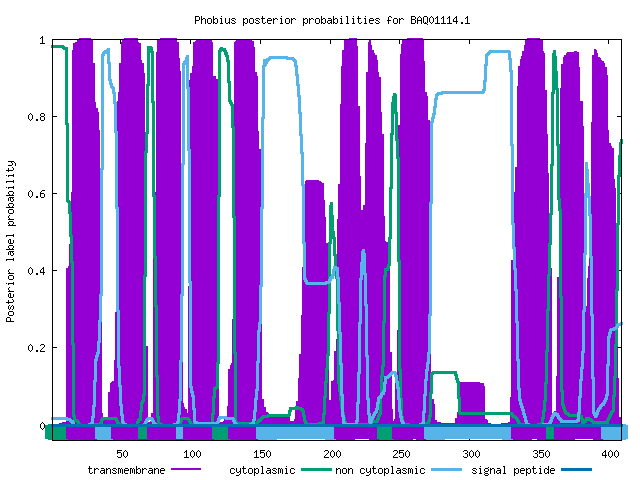 Phobius posterior probabilities for BAQ01114.1
1
0.8
0.6
0.4
0.2
0
Posterior label probability
50 100 150 200 250 300 350 400
transmembrane cytoplasmic non cytoplasmic signal peptide